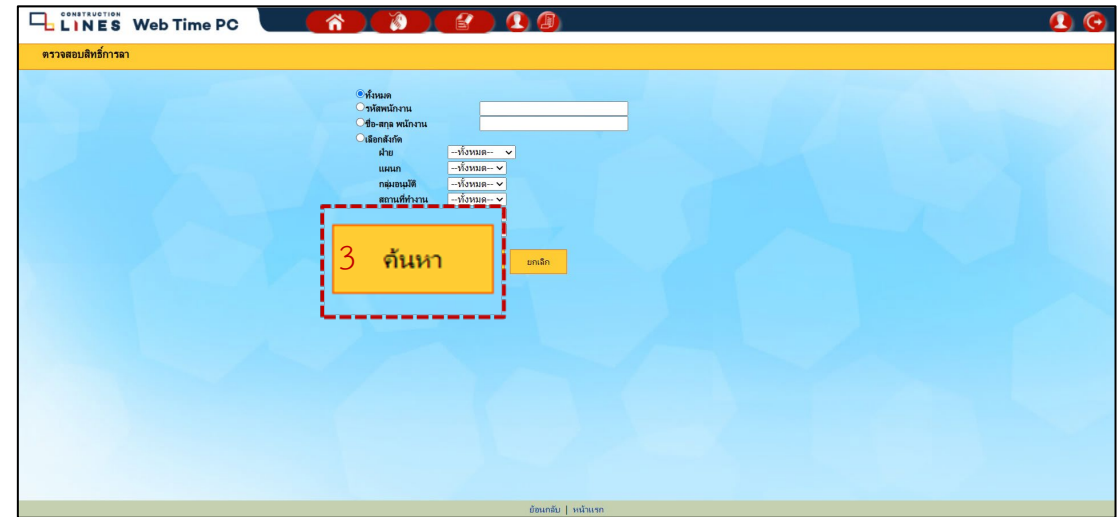 CONSTRUCTION
LINES Web Time PC
ตรวจสอบสิทธิ์การลา
ทั้งหมด
รหัสพนักงาน
ชื่อ-สกุล พนักงาน
เลือกสังกัด
ฝ่าย --ทั้งหมด--
แผนก --ทั้งหมด--
กลุ่มอนุมัติ --ทั้งหมด--
สถานที่ทำงาน --ทั้งหมด--
3 ค้นหา ยกเลิก
ย้อนกลับ | หน้าแรก